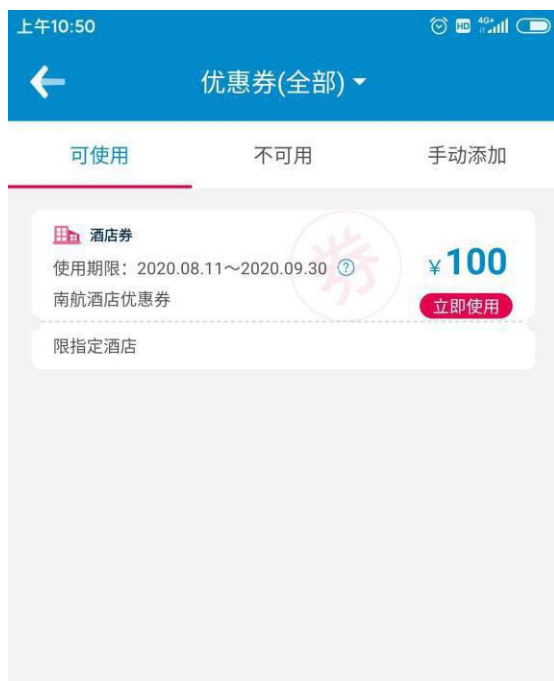 上午10:50
HD 4G+
优惠券(全部)
可使用 不可用 手动添加
酒店券
使用期限：2020.08.11～2020.09.30 ?
¥100
南航酒店优惠券
立即使用
券
限指定酒店